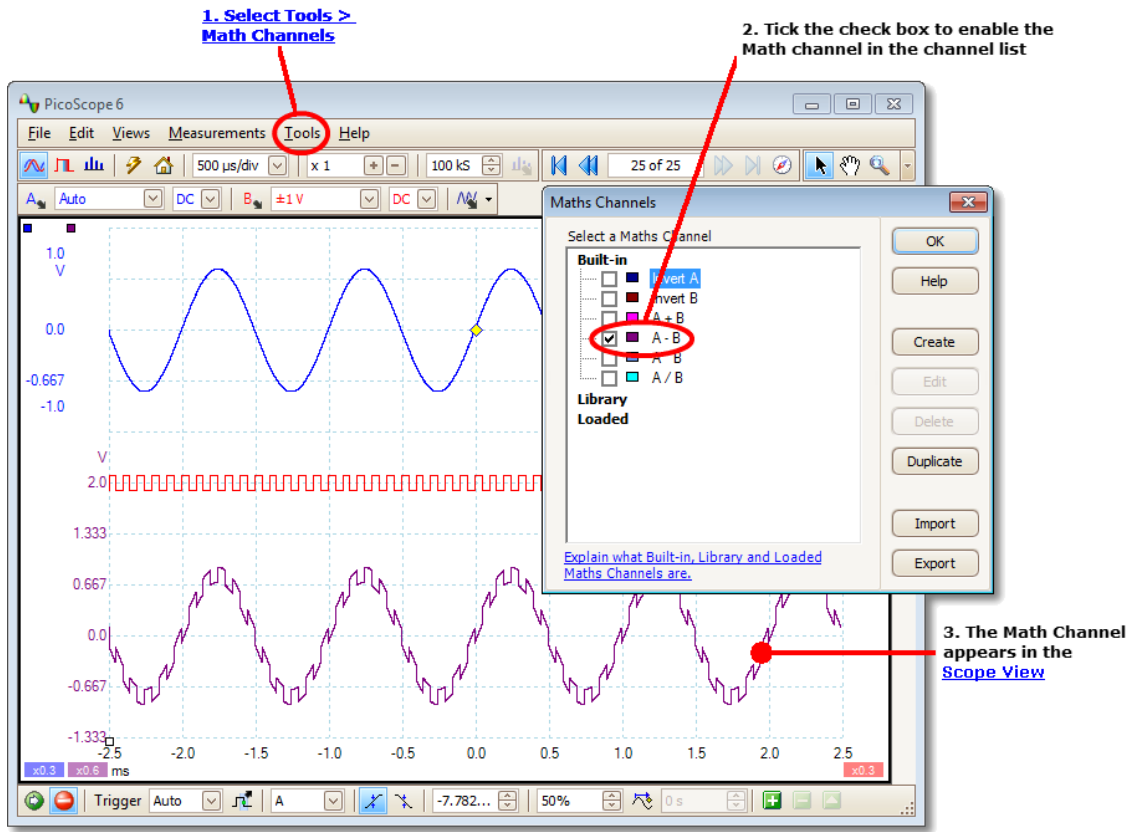 1. Select Tools >
Math Channels
2. Tick the check box to enable the
Math channel in the channel list
PicoScope 6
File Edit Views Measurements Tools Help
500 µs/div x 1 + - 100 kS 25 of 25
A Auto DC B ±1 V DC
Maths Channels
Select a Maths Channel
Built-in
Invert A
Invert B
A + B
A - B
A B
A / B
Library
Loaded
Explain what Built-in, Library and Loaded
Maths Channels are.
OK
Help
Create
Edit
Delete
Duplicate
Import
Export
1.0
V
0.0
-0.667
-1.0
V
2.0
1.333
0.667
0.0
-0.667
-1.333
-2.5 -2.0 -1.5 -1.0 -0.5 0.0 0.5 1.0 1.5 2.0 2.5
x0.3 x0.6 ms x0.3
3. The Math Channel
appears in the
Scope View
Trigger Auto A -7.782... 50% 0 s